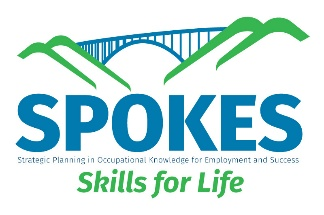 SPOKES
Strategic Planning in Occupational Knowledge for Employment and Success
Skills for Life